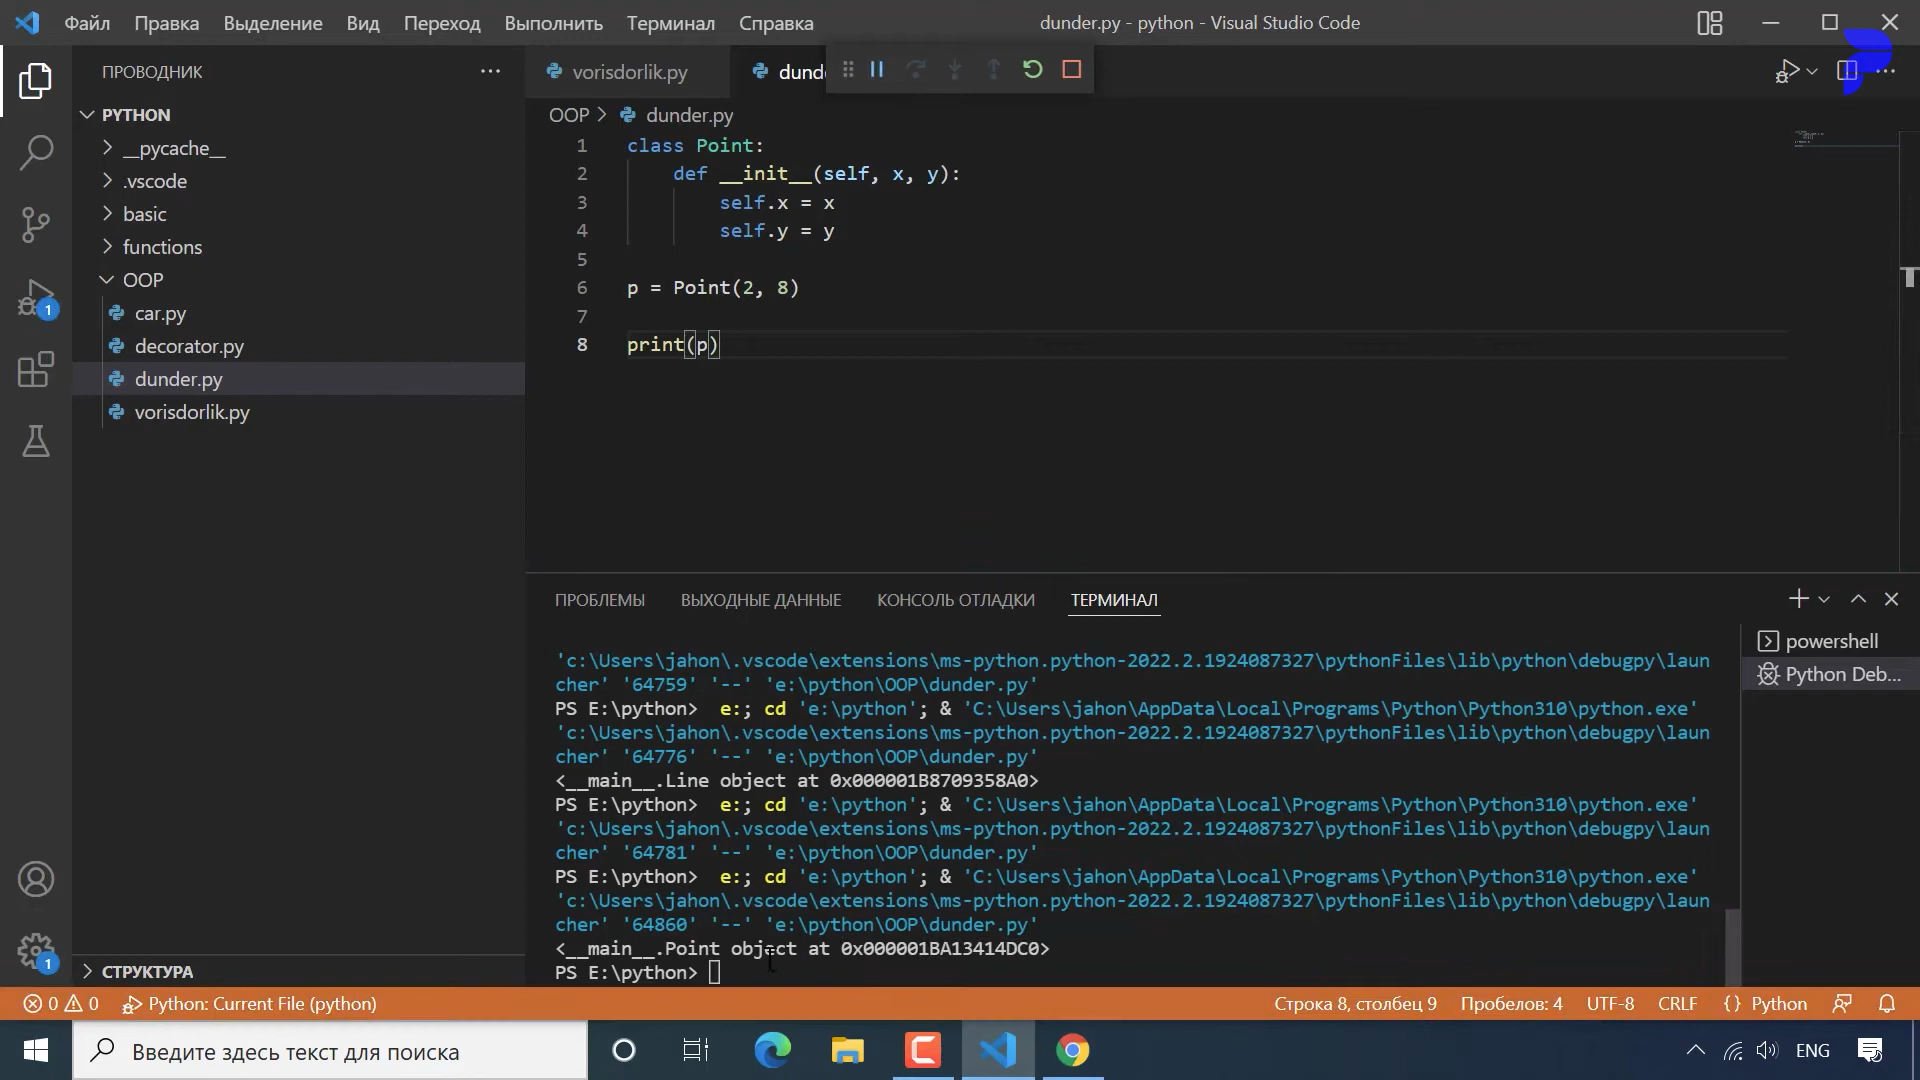 Файл Правка Выделение Вид Переход Выполнить Терминал Справка dunder.py - python - Visual Studio Code
ПРОВОДНИК
vorisdorlik.py
dund
PYTHON
__pycache__
.vscode
basic
functions
OOP
car.py
decorator.py
dunder.py
vorisdorlik.py
СТРУКТУРА
OOP > dunder.py
1 class Point:
2 def __init__(self, x, y):
3 self.x = x
4 self.y = y
5
6 p = Point(2, 8)
7
8 print(p)
ПРОБЛЕМЫ ВЫХОДНЫЕ ДАННЫЕ КОНСОЛЬ ОТЛАДКИ ТЕРМИНАЛ
'c:\Users\jahon\.vscode\extensions\ms-python.python-2022.2.1924087327\pythonFiles\lib\python\debugpy\laun
cher' '64759' '--' 'e:\python\OOP\dunder.py'
PS E:\python> e:; cd 'e:\python'; & 'C:\Users\jahon\AppData\Local\Programs\Python\Python310\python.exe'
'c:\Users\jahon\.vscode\extensions\ms-python.python-2022.2.1924087327\pythonFiles\lib\python\debugpy\laun
cher' '64776' '--' 'e:\python\OOP\dunder.py'
<__main__.Line object at 0x000001B8709358A0>
PS E:\python> e:; cd 'e:\python'; & 'C:\Users\jahon\AppData\Local\Programs\Python\Python310\python.exe'
'c:\Users\jahon\.vscode\extensions\ms-python.python-2022.2.1924087327\pythonFiles\lib\python\debugpy\laun
cher' '64781' '--' 'e:\python\OOP\dunder.py'
PS E:\python> e:; cd 'e:\python'; & 'C:\Users\jahon\AppData\Local\Programs\Python\Python310\python.exe'
'c:\Users\jahon\.vscode\extensions\ms-python.python-2022.2.1924087327\pythonFiles\lib\python\debugpy\laun
cher' '64860' '--' 'e:\python\OOP\dunder.py'
<__main__.Point object at 0x000001BA13414DC0>
PS E:\python>
powershell
Python Deb...
1
1
0 0 Python: Current File (python) Строка 8, столбец 9 Пробелов: 4 UTF-8 CRLF {} Python
Введите здесь текст для поиска
ENG